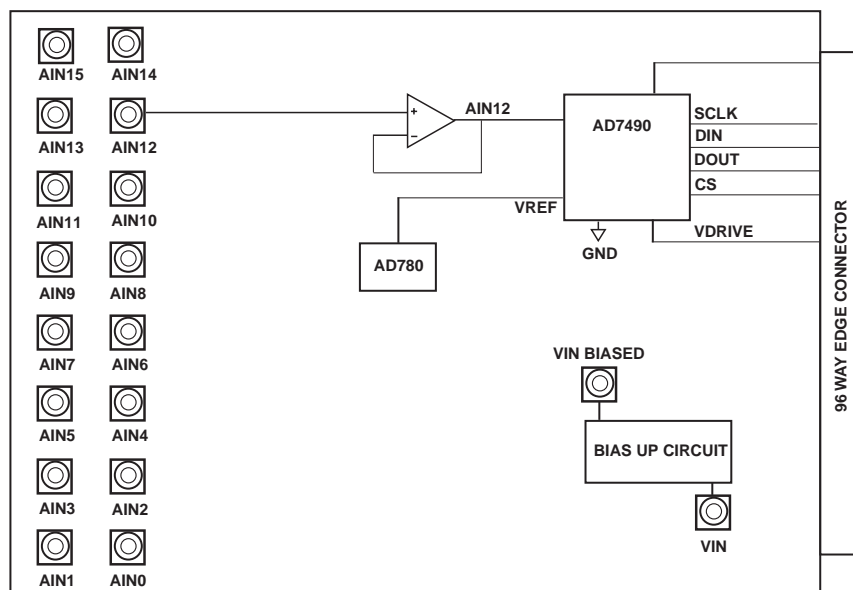 AIN15 AIN14
AIN13 AIN12
AIN11 AIN10
AIN9 AIN8
AIN7 AIN6
AIN5 AIN4
AIN3 AIN2
AIN1 AIN0
+
−
AIN12
AD7490
SCLK
DIN
DOUT
CS
VREF
VDRIVE
GND
AD780
VIN BIASED
BIAS UP CIRCUIT
VIN
96 WAY EDGE CONNECTOR